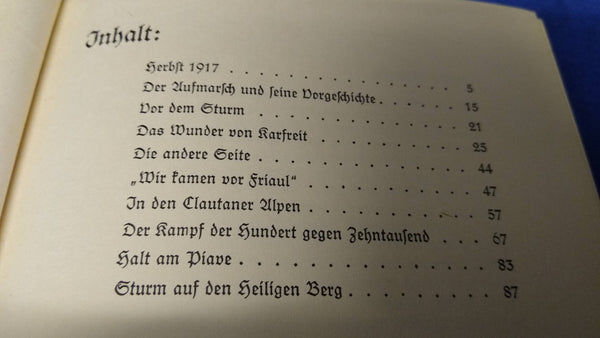 Inhalt:
Herbst 1917 . . . . . . . . . . . . . . 5
Der Aufmarsch und seine Vorgeschichte . . . . . . 15
Vor dem Sturm . . . . . . . . . . . . . 21
Das Wunder von Karfreit . . . . . . . . . 25
Die andere Seite . . . . . . . . . . . . . 44
„Wir kamen vor Friaul“ . . . . . . . . . . 47
In den Clautaner Alpen . . . . . . . . . . 57
Der Kampf der Hundert gegen Zehntausend . . . 67
Halt am Piave . . . . . . . . . . . . . . 83
Sturm auf den Heiligen Berg . . . . . . . . . 87